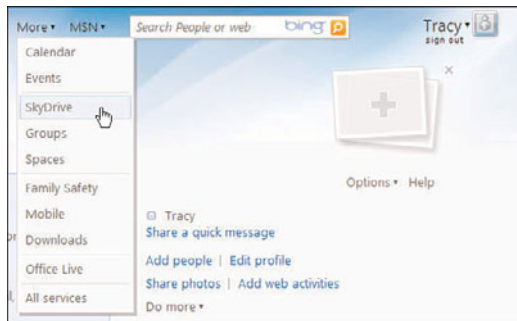 More MSN Search People or web bing Tracy
sign out
Calendar
Events
SkyDrive
Groups
Spaces
Family Safety
Mobile
Downloads
Office Live
All services
Options Help
Tracy
Share a quick message
Add people | Edit profile
Share photos | Add web activities
Do more